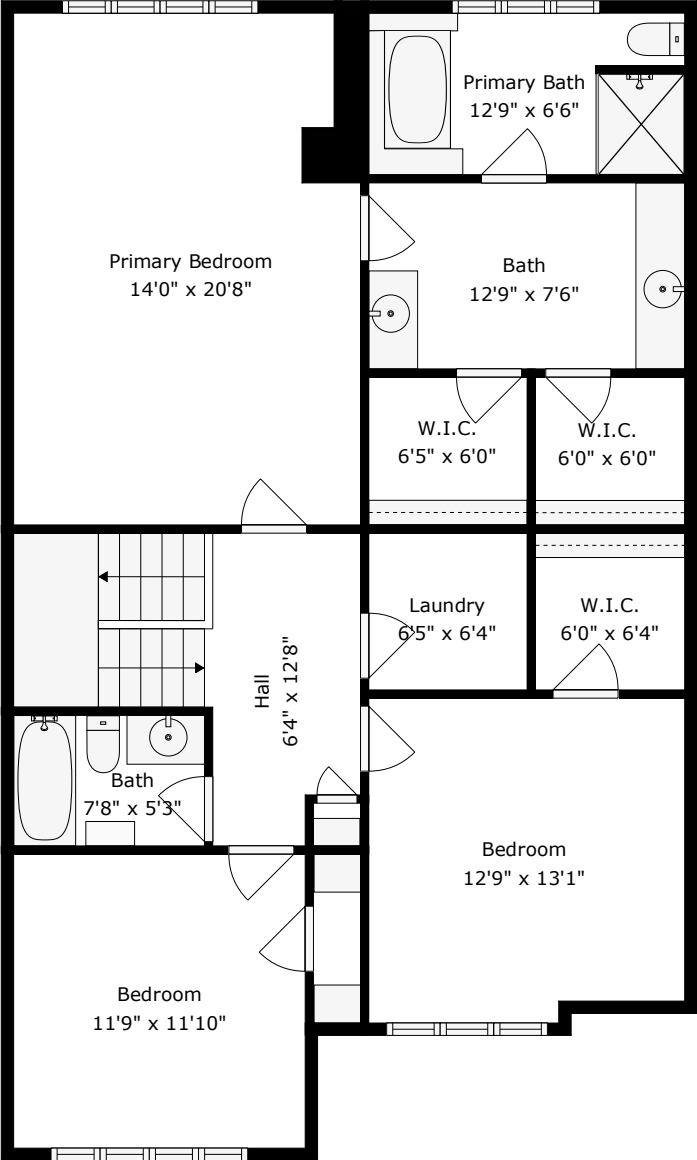 Primary Bath
12'9" x 6'6"
Primary Bedroom
14'0" x 20'8"
Bath
12'9" x 7'6"
W.I.C.
6'5" x 6'0"
W.I.C.
6'0" x 6'0"
Laundry
6'5" x 6'4"
W.I.C.
6'0" x 6'4"
Hall
6'4" x 12'8"
Bath
7'8" x 5'3"
Bedroom
12'9" x 13'1"
Bedroom
11'9" x 11'10"